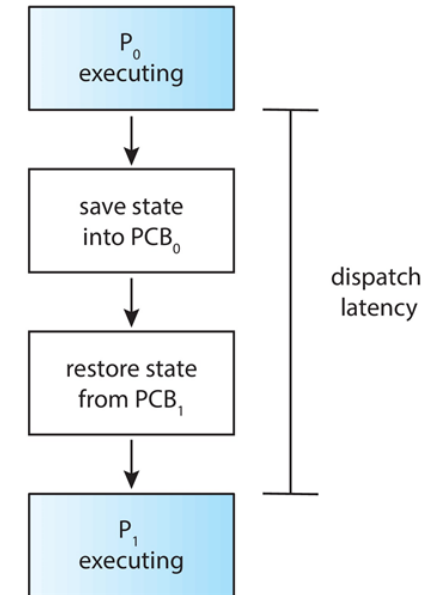 P₀
executing
save state
into PCB₀
dispatch
latency
restore state
from PCB₁
P₁
executing